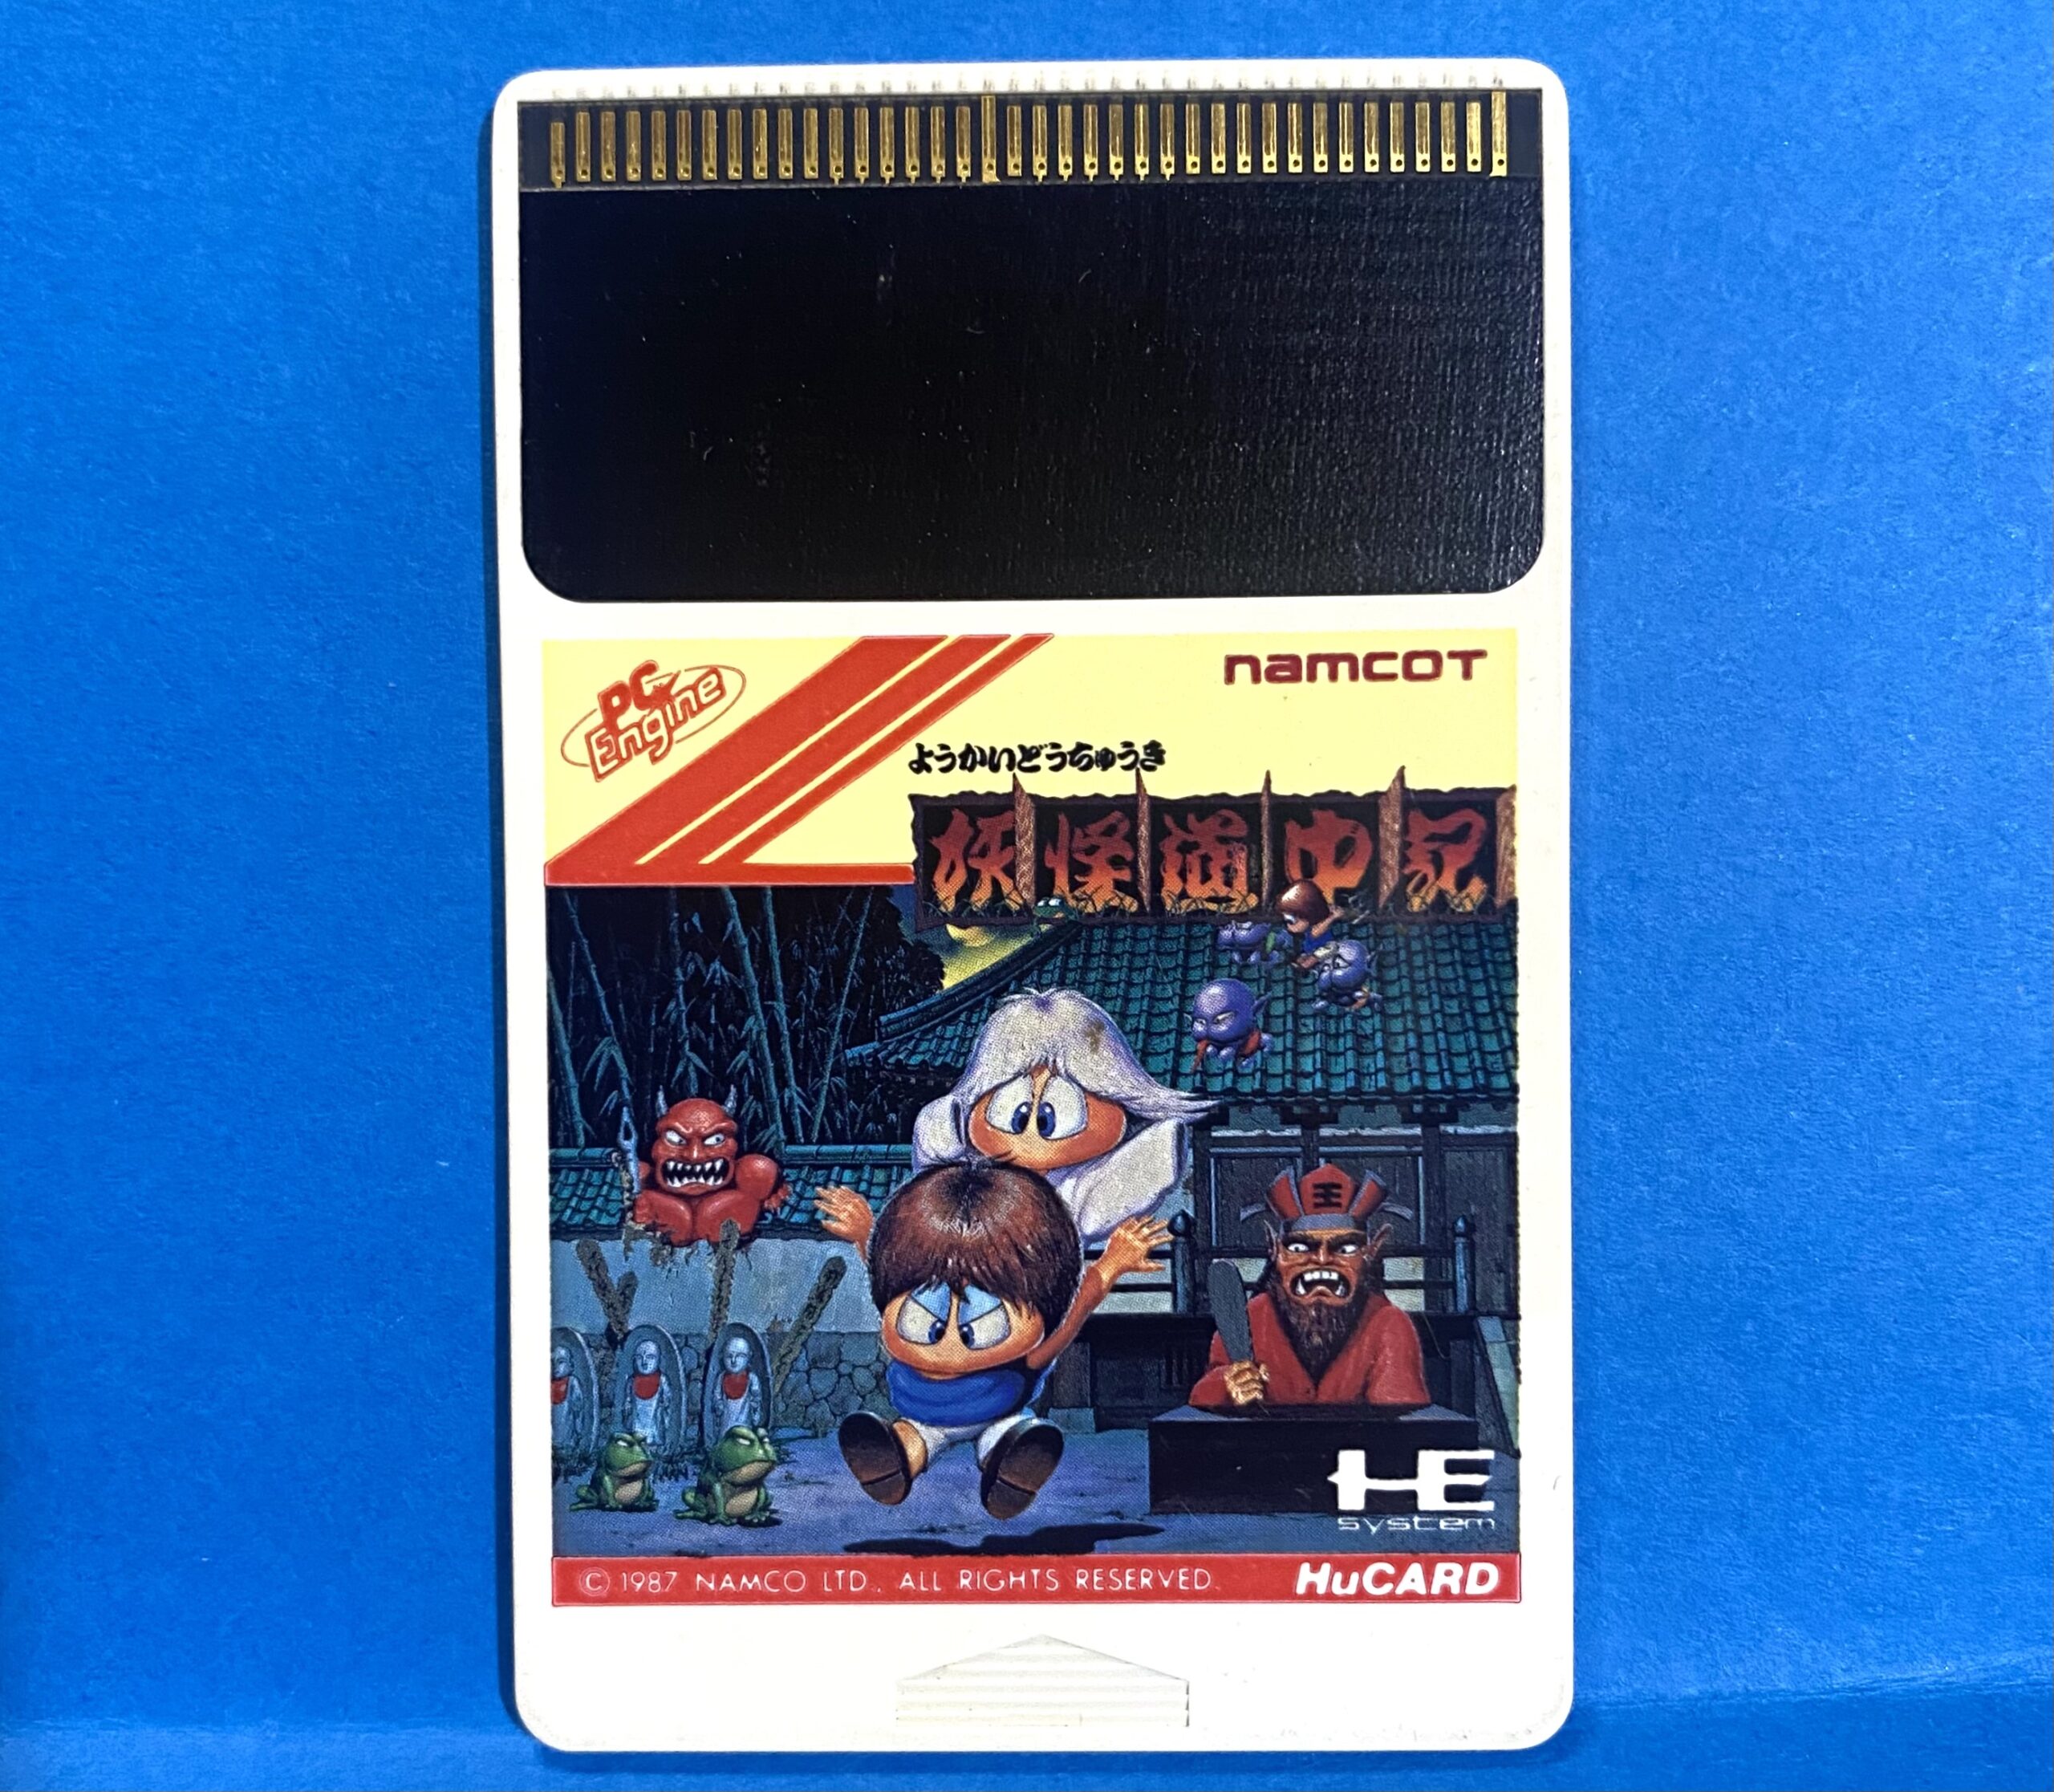 PC Engine
namcot
ようかいどうちゅうき
妖怪道中記
王
HE system
© 1987 NAMCO LTD., ALL RIGHTS RESERVED.
HuCARD